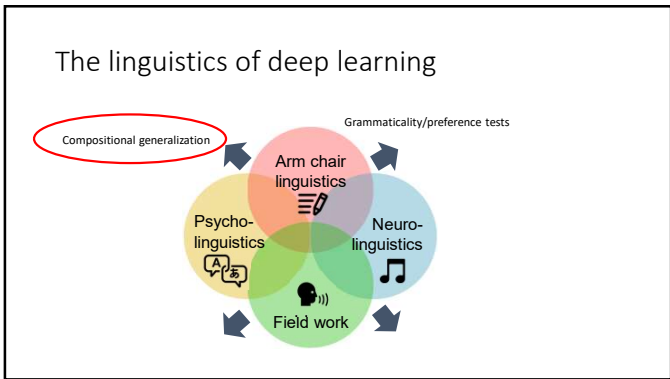 The linguistics of deep learning
Grammaticality/preference tests
Compositional generalization
Arm chair
linguistics
Psycho-
linguistics
Neuro-
linguistics
A
あ
Field work